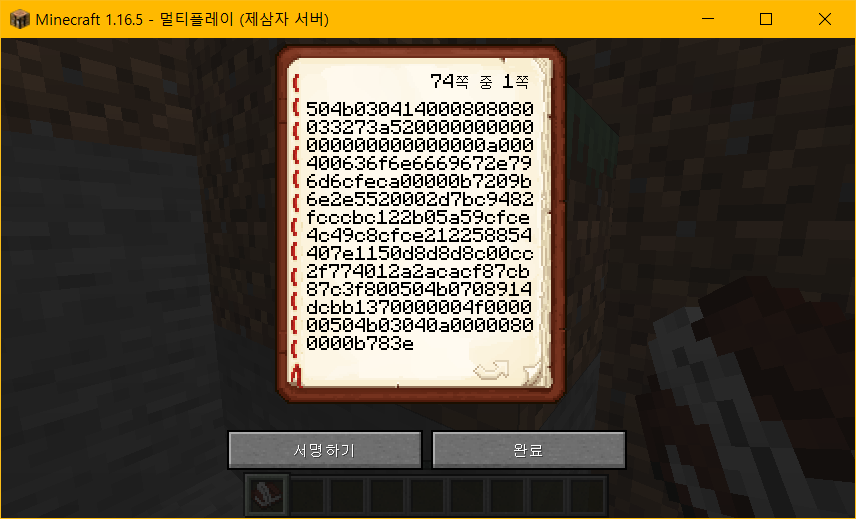 Minecraft 1.16.5 - 멀티플레이 (제삼자 서버)
74쪽 중 1쪽
504b030414000808080
033273a520000000000
0000000000000000a000
400636f6e6669672e79
6d6cfeca00000b7209b
6e2e5520002d7bc9482
fcccbc122b05a59cfce
4c49c8cfce212258854
407e1150d8d8d8c00cc
2f774012a2acacf87cb
87c3f800504b0708914
dcbb1370000004f0000
00504b03040a0000080
0000b783e
서명하기
완료